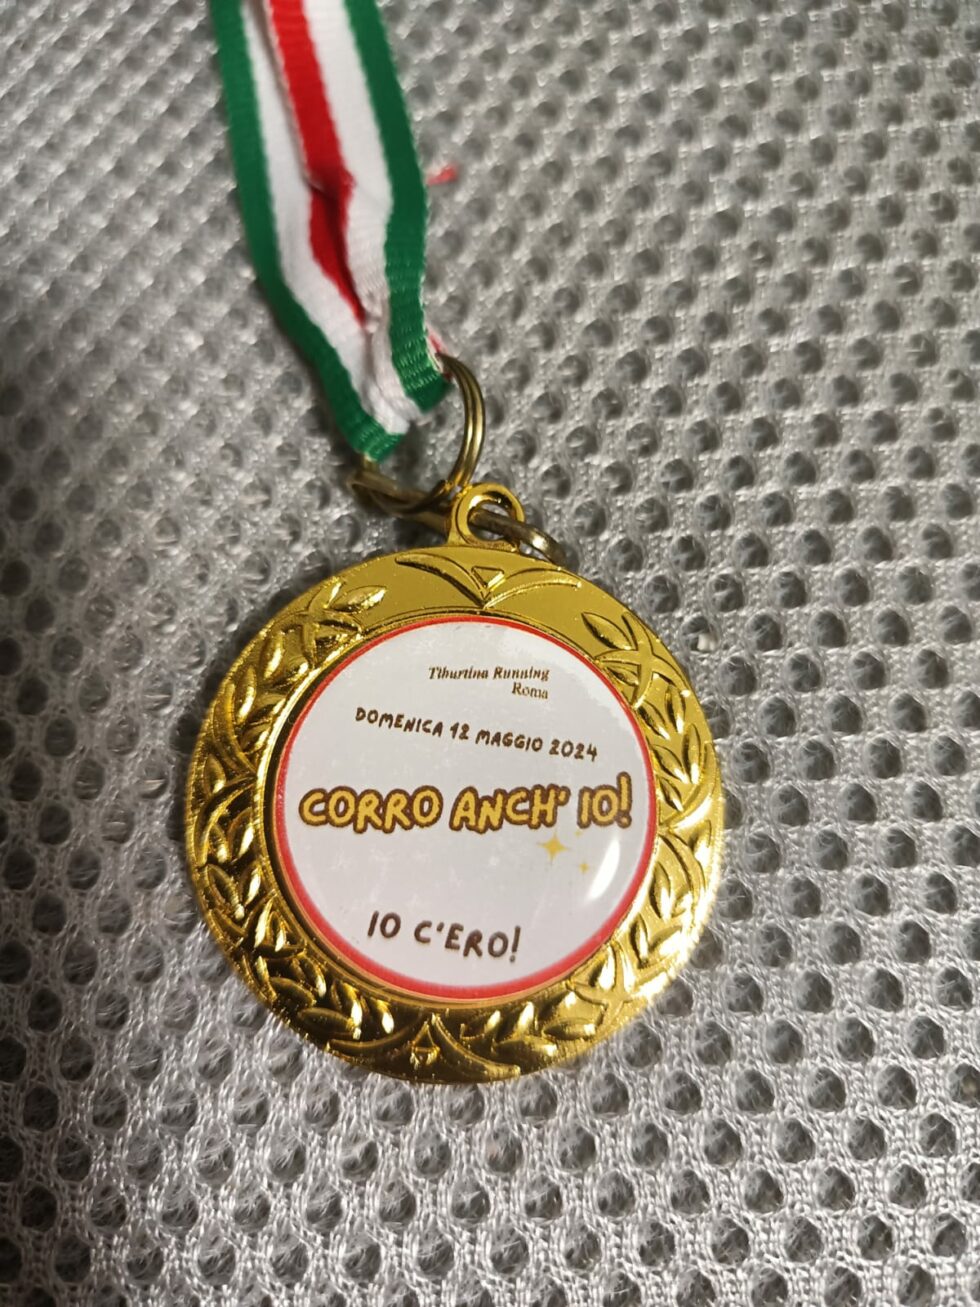 Tiburtina Running
Roma
DOMENICA 12 MAGGIO 2024
CORRO ANCH' IO!
IO C'ERO!